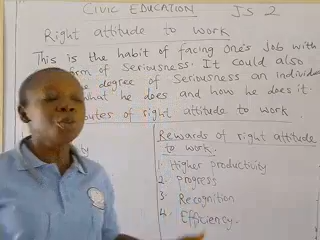 CIVIC EDUCATION JS 2
Right attitude to work
This is the habit of facing one's Job with
form of Seriousness. It could also
degree of Seriousness an individ
what he does and how he does it.
of right attitude to work
Rewards of right attitude
to work.
1. Higher productivity
2. progress
3. Recognition
4. Efficiency.